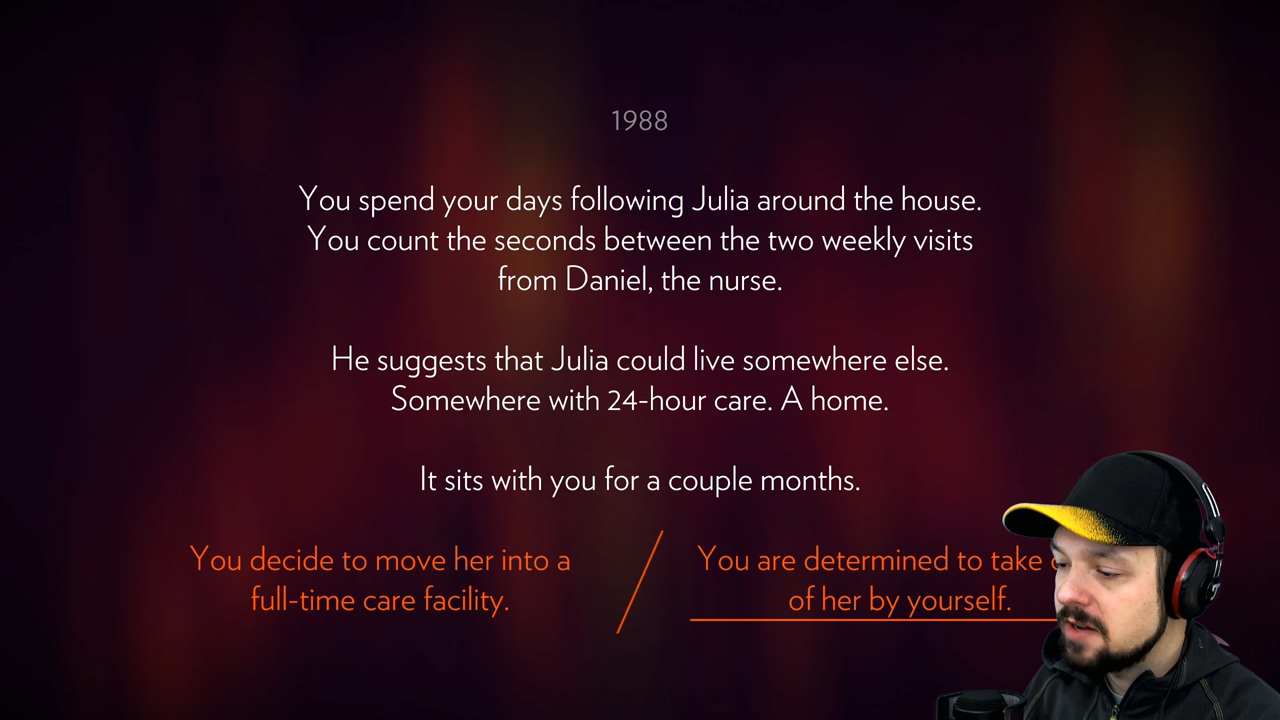 1988
You spend your days following Julia around the house.
You count the seconds between the two weekly visits
from Daniel, the nurse.
He suggests that Julia could live somewhere else.
Somewhere with 24-hour care. A home.
It sits with you for a couple months.
You decide to move her into a
full-time care facility.
You are determined to take
of her by yourself.